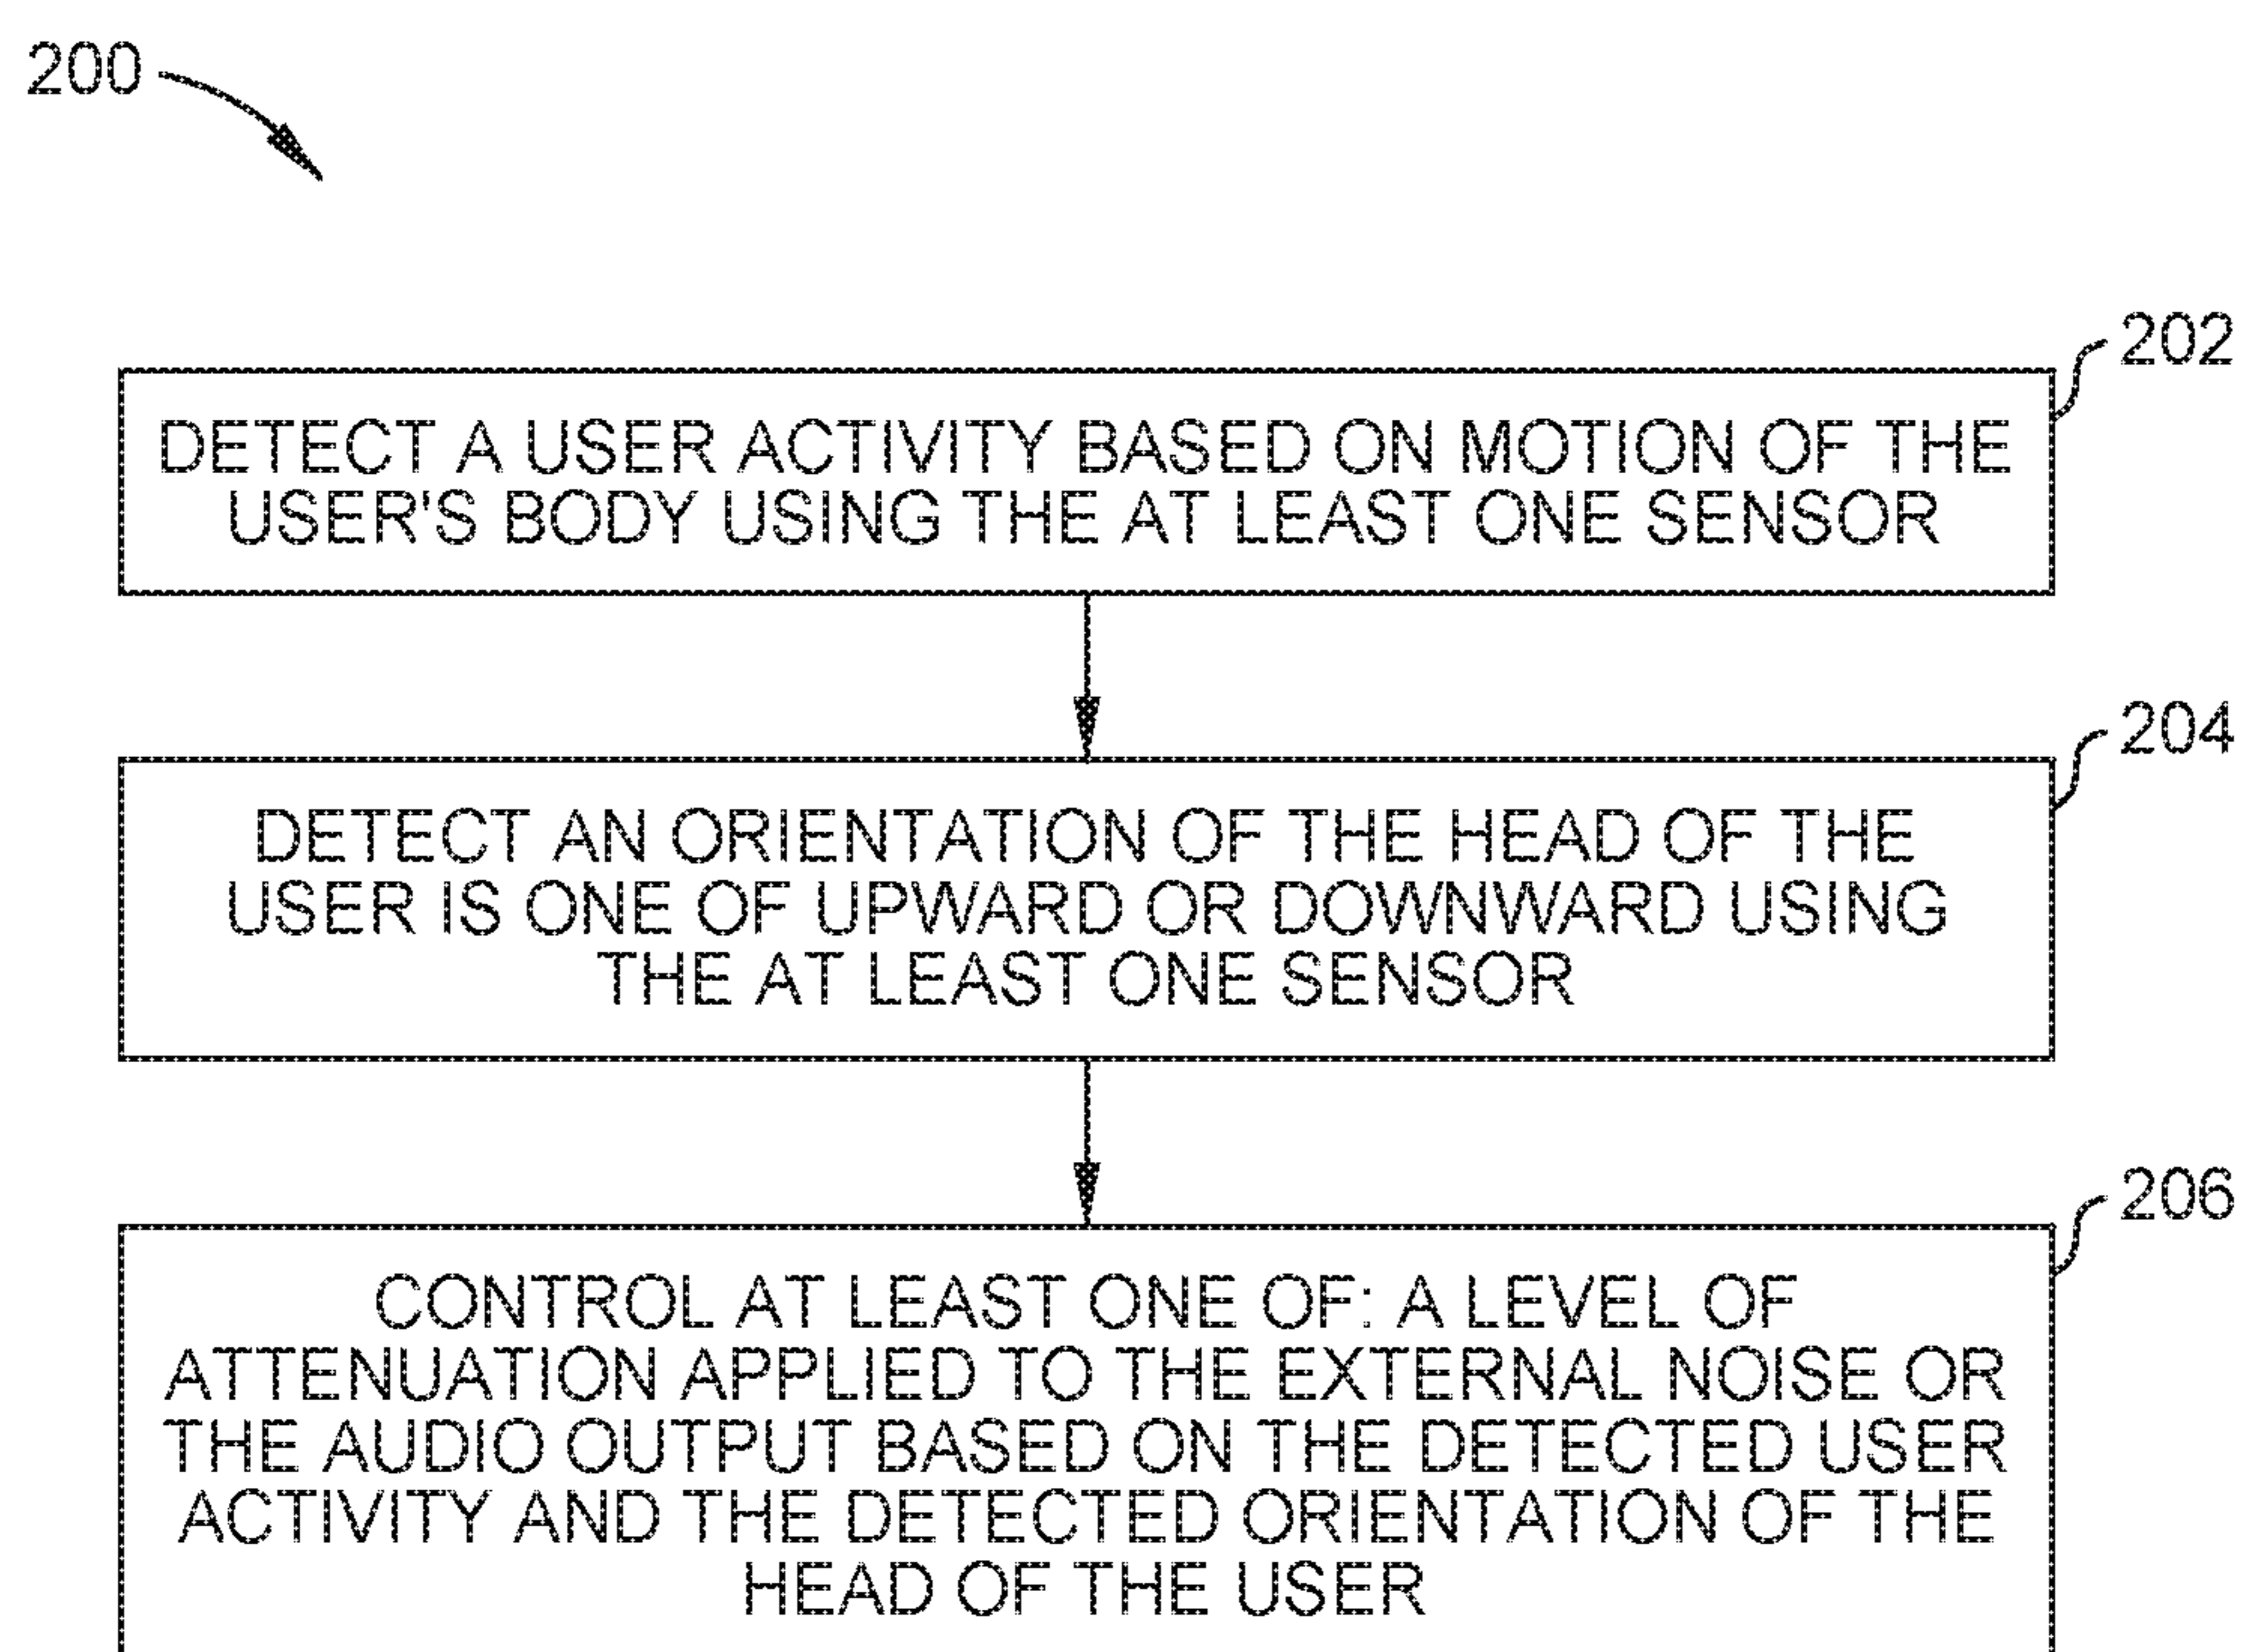 200
202
DETECT A USER ACTIVITY BASED ON MOTION OF THE
USER'S BODY USING THE AT LEAST ONE SENSOR
204
DETECT AN ORIENTATION OF THE HEAD OF THE
USER IS ONE OF UPWARD OR DOWNWARD USING
THE AT LEAST ONE SENSOR
206
CONTROL AT LEAST ONE OF: A LEVEL OF
ATTENUATION APPLIED TO THE EXTERNAL NOISE OR
THE AUDIO OUTPUT BASED ON THE DETECTED USER
ACTIVITY AND THE DETECTED ORIENTATION OF THE
HEAD OF THE USER